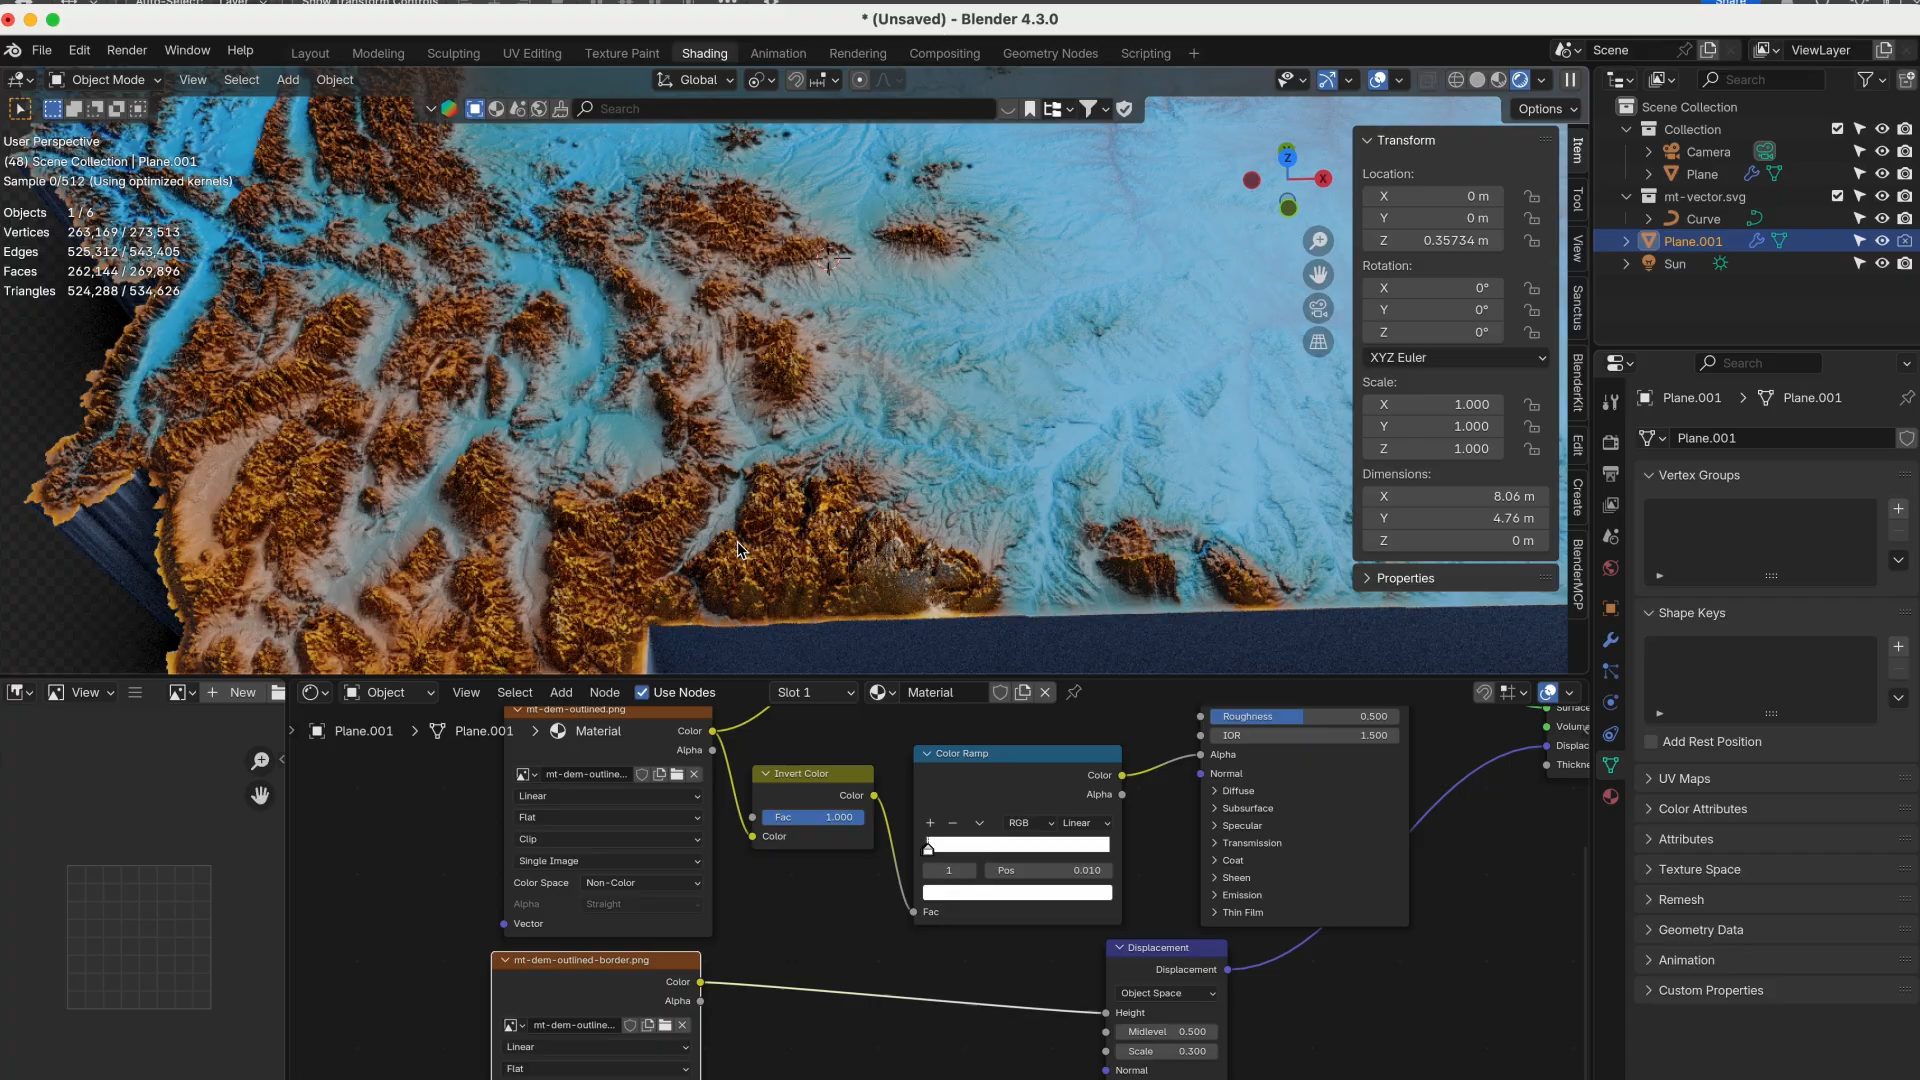 * (Unsaved) - Blender 4.3.0
File Edit Render Window Help
Layout Modeling Sculpting UV Editing Texture Paint Shading Animation Rendering Compositing Geometry Nodes Scripting +
Scene
ViewLayer
Object Mode View Select Add Object
Global
Search
Options
Search
User Perspective
(48) Scene Collection | Plane.001
Sample 0/512 (Using optimized kernels)
Objects 1 / 6
Vertices 263,169 / 273,513
Edges 525,312 / 543,405
Faces 262,144 / 269,896
Triangles 524,288 / 534,626
Z
X
Transform
Location:
X 0 m
Y 0 m
Z 0.35734 m
Rotation:
X 0°
Y 0°
Z 0°
XYZ Euler
Scale:
X 1.000
Y 1.000
Z 1.000
Dimensions:
X 8.06 m
Y 4.76 m
Z 0 m
Properties
Item
Tool
View
Sanctus
BlenderKit
Edit
Create
BlenderMCP
Scene Collection
Collection
Camera
Plane
mt-vector.svg
Curve
Plane.001
Sun
Search
Plane.001 > Plane.001
Plane.001
Vertex Groups
Shape Keys
Add Rest Position
UV Maps
Color Attributes
Attributes
Texture Space
Remesh
Geometry Data
Animation
Custom Properties
View
New
Object View Select Add Node Use Nodes
Slot 1
Material
Plane.001 > Plane.001 > Material
mt-dem-outlined.png
Color
Alpha
mt-dem-outline...
Linear
Flat
Clip
Single Image
Color Space Non-Color
Alpha Straight
Vector
Invert Color
Color
Fac 1.000
Color
Color Ramp
Color
Alpha
RGB Linear
1 Pos 0.010
Fac
Roughness 0.500
IOR 1.500
Alpha
Normal
Diffuse
Subsurface
Specular
Transmission
Coat
Sheen
Emission
Thin Film
Volum
Displac
Thickne
mt-dem-outlined-border.png
Color
Alpha
mt-dem-outline...
Linear
Flat
Displacement
Displacement
Object Space
Height
Midlevel 0.500
Scale 0.300
Normal